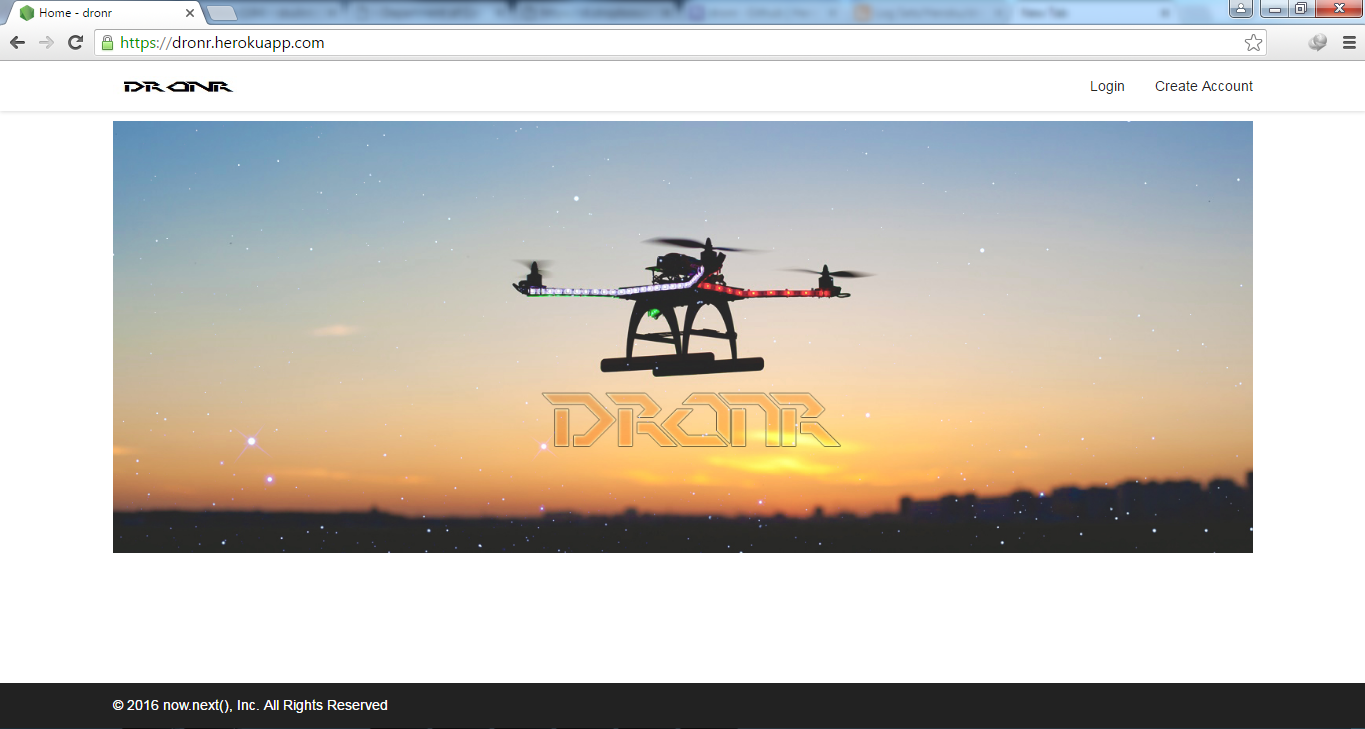 Home - dronr
New Tab
https://dronr.herokuapp.com
DRONR
Login
Create Account
DRONR
© 2016 now.next(), Inc. All Rights Reserved